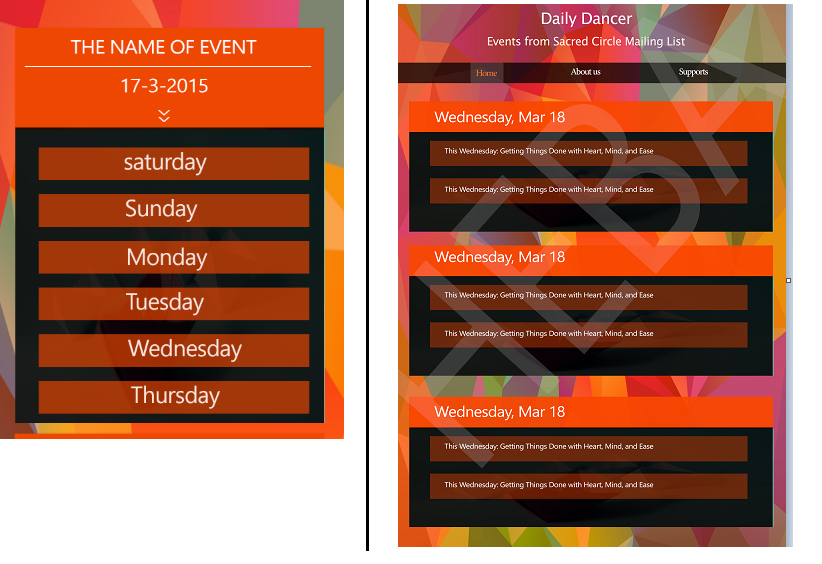 THE NAME OF EVENT
17-3-2015
saturday
Sunday
Monday
Tuesday
Wednesday
Thursday
Daily Dancer
Events from Sacred Circle Mailing List
Home About us Supports
Wednesday, Mar 18
This Wednesday: Getting Things Done with Heart, Mind, and Ease
This Wednesday: Getting Things Done with Heart, Mind, and Ease
Wednesday, Mar 18
This Wednesday: Getting Things Done with Heart, Mind, and Ease
This Wednesday: Getting Things Done with Heart, Mind, and Ease
Wednesday, Mar 18
This Wednesday: Getting Things Done with Heart, Mind, and Ease
This Wednesday: Getting Things Done with Heart, Mind, and Ease
HEBA